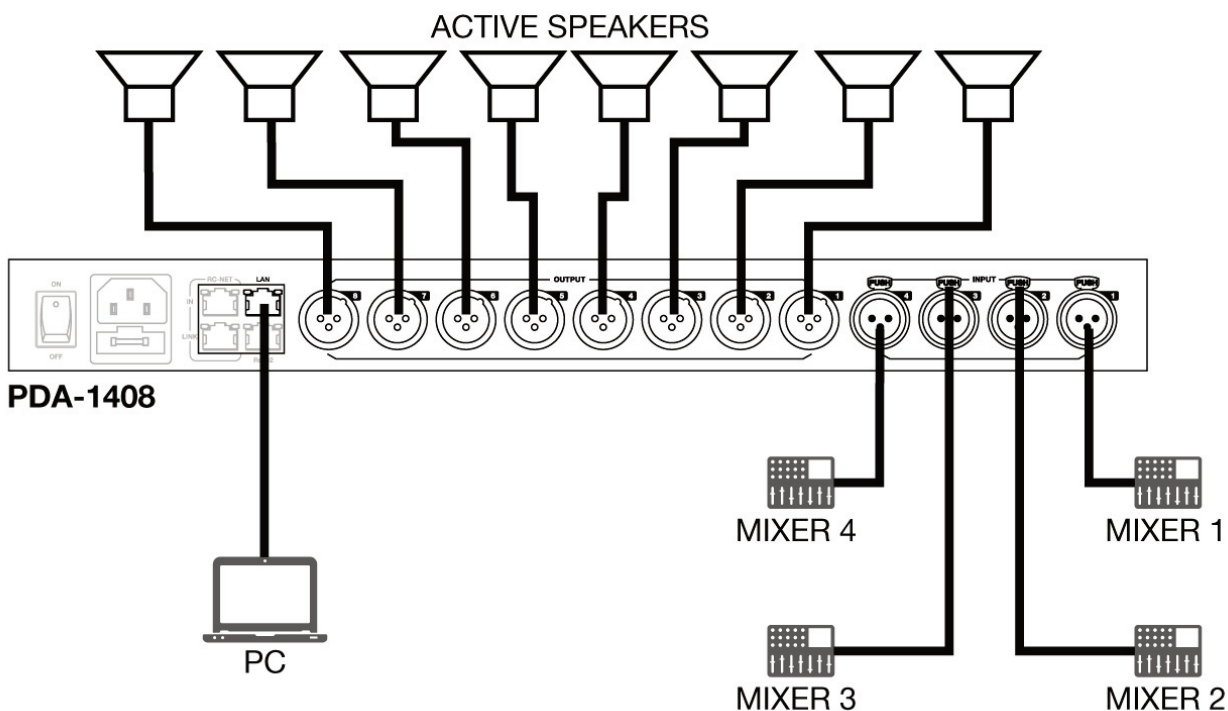 ACTIVE SPEAKERS
ON
OFF
RC-NET
LAN
IN
LINK
OUTPUT
8
7
6
5
4
3
2
1
INPUT
PUSH
4
PUSH
3
PUSH
2
PUSH
1
PDA-1408
MIXER 4
MIXER 1
PC
MIXER 3
MIXER 2